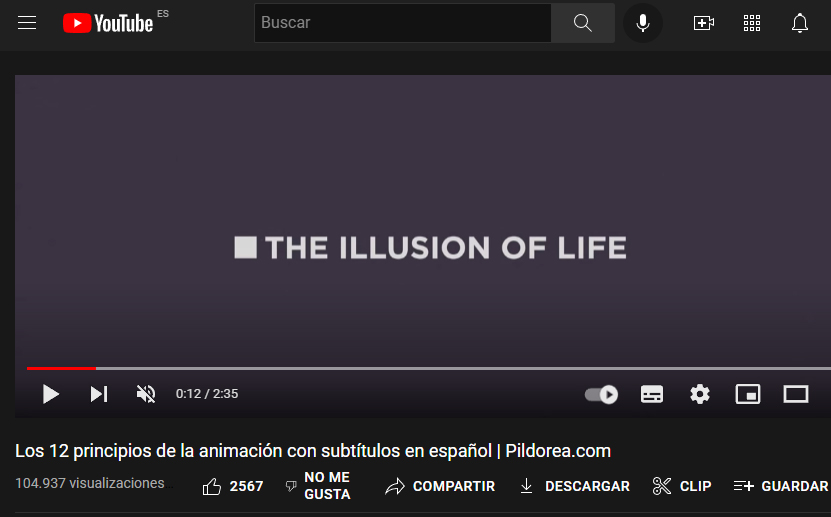 YouTube ES
Buscar
THE ILLUSION OF LIFE
0:12 / 2:35
Los 12 principios de la animación con subtítulos en español | Pildorea.com
104.937 visualizaciones
2567
NO ME
GUSTA
COMPARTIR
DESCARGAR
CLIP
GUARDAR